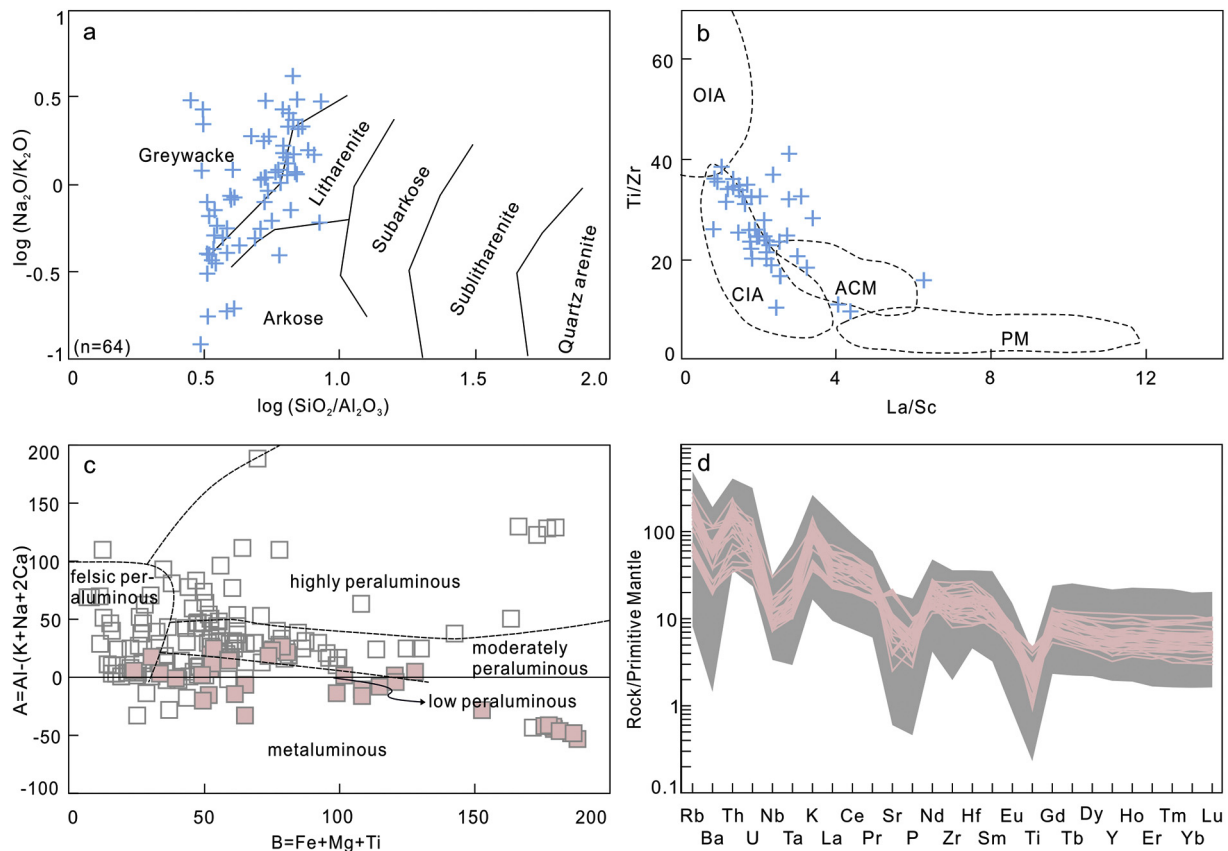 a
1
0.5
0
-0.5
-1
log (Na₂O/K₂O)
Greywacke
Litharenite
Subarkose
Sublitharenite
Quartz arenite
Arkose
(n=64)
0
0.5
1.0
1.5
2.0
log (SiO₂/Al₂O₃)
b
60
40
20
0
Ti/Zr
OIA
CIA
ACM
PM
0
4
8
12
La/Sc
c
200
150
100
50
0
-50
-100
A=Al-(K+Na+2Ca)
felsic per-
aluminous
highly peraluminous
moderately
peraluminous
low peraluminous
metaluminous
0
50
100
150
200
B=Fe+Mg+Ti
d
100
10
1
0.1
Rock/Primitive Mantle
Rb Th Nb K Ce Sr Nd Hf Eu Gd Dy Ho Tm Lu
Ba U Ta La Pr P Zr Sm Ti Tb Y Er Yb